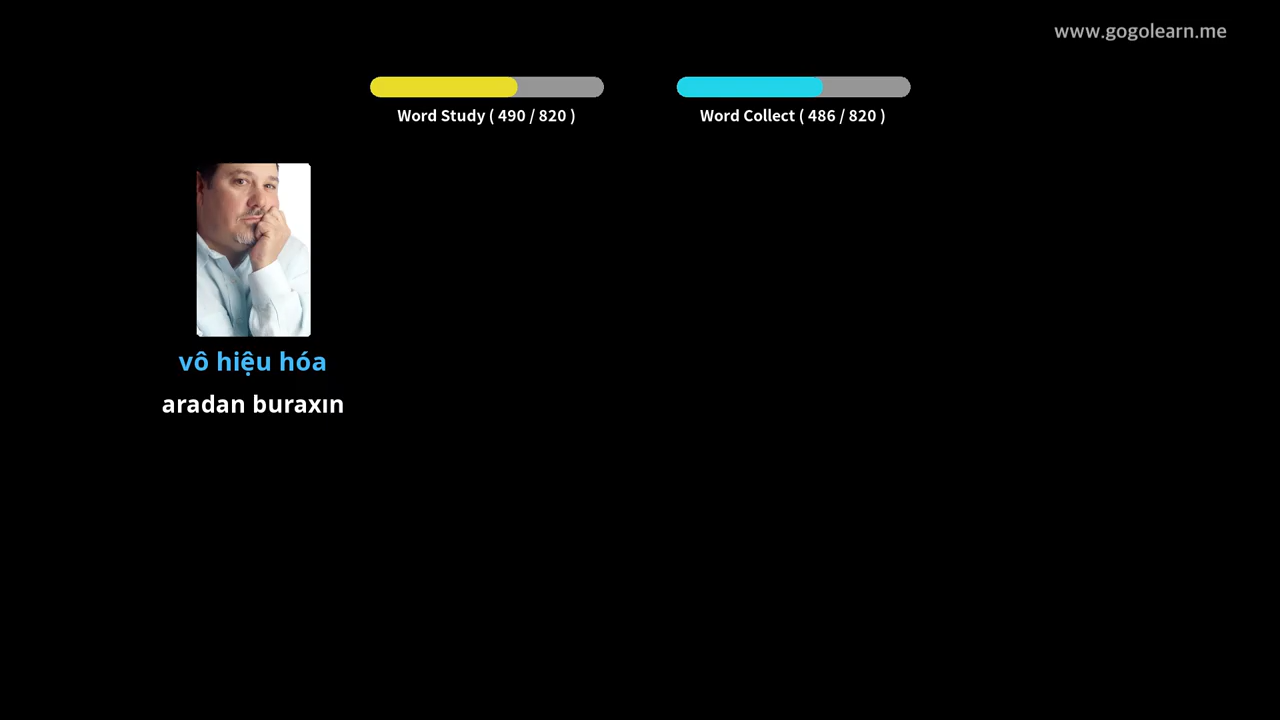 www.gogolearn.me
Word Study ( 490 / 820 )
Word Collect ( 486 / 820 )
vô hiệu hóa
aradan buraxın